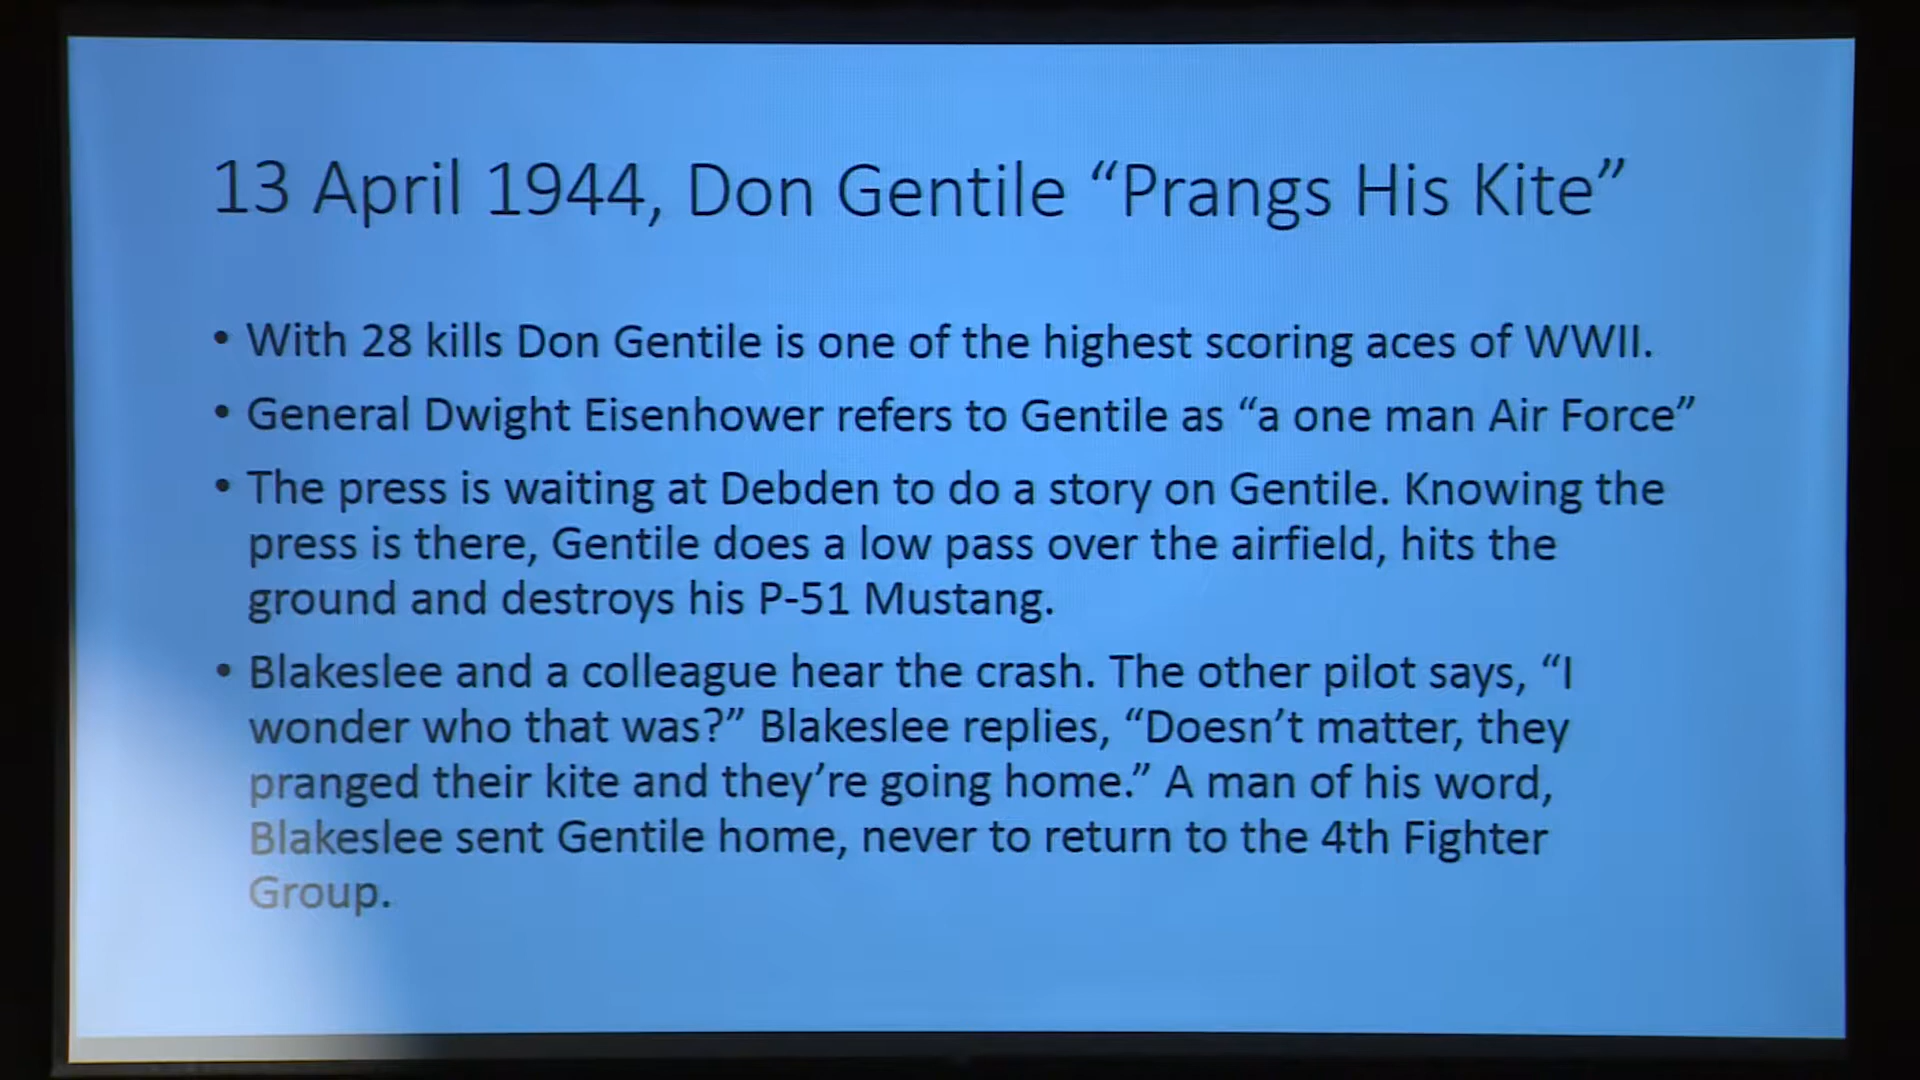 13 April 1944, Don Gentile “Prangs His Kite”
• With 28 kills Don Gentile is one of the highest scoring aces of WWII.
• General Dwight Eisenhower refers to Gentile as “a one man Air Force”
• The press is waiting at Debden to do a story on Gentile. Knowing the
press is there, Gentile does a low pass over the airfield, hits the
ground and destroys his P-51 Mustang.
• Blakeslee and a colleague hear the crash. The other pilot says, “I
wonder who that was?” Blakeslee replies, “Doesn’t matter, they
pranged their kite and they’re going home.” A man of his word,
Blakeslee sent Gentile home, never to return to the 4th Fighter
Group.